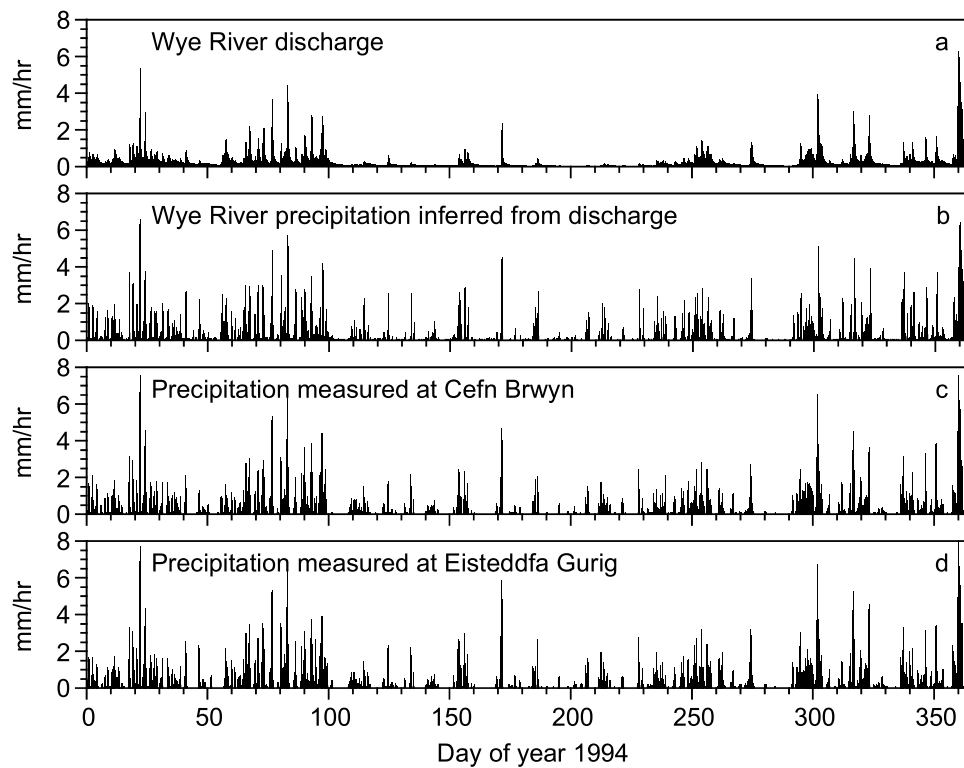 8
Wye River discharge a
6
mm/hr
4
2
0
8
Wye River precipitation inferred from discharge b
6
mm/hr
4
2
0
8
Precipitation measured at Cefn Brwyn c
6
mm/hr
4
2
0
8
Precipitation measured at Eisteddfa Gurig d
6
mm/hr
4
2
0
0 50 100 150 200 250 300 350
Day of year 1994